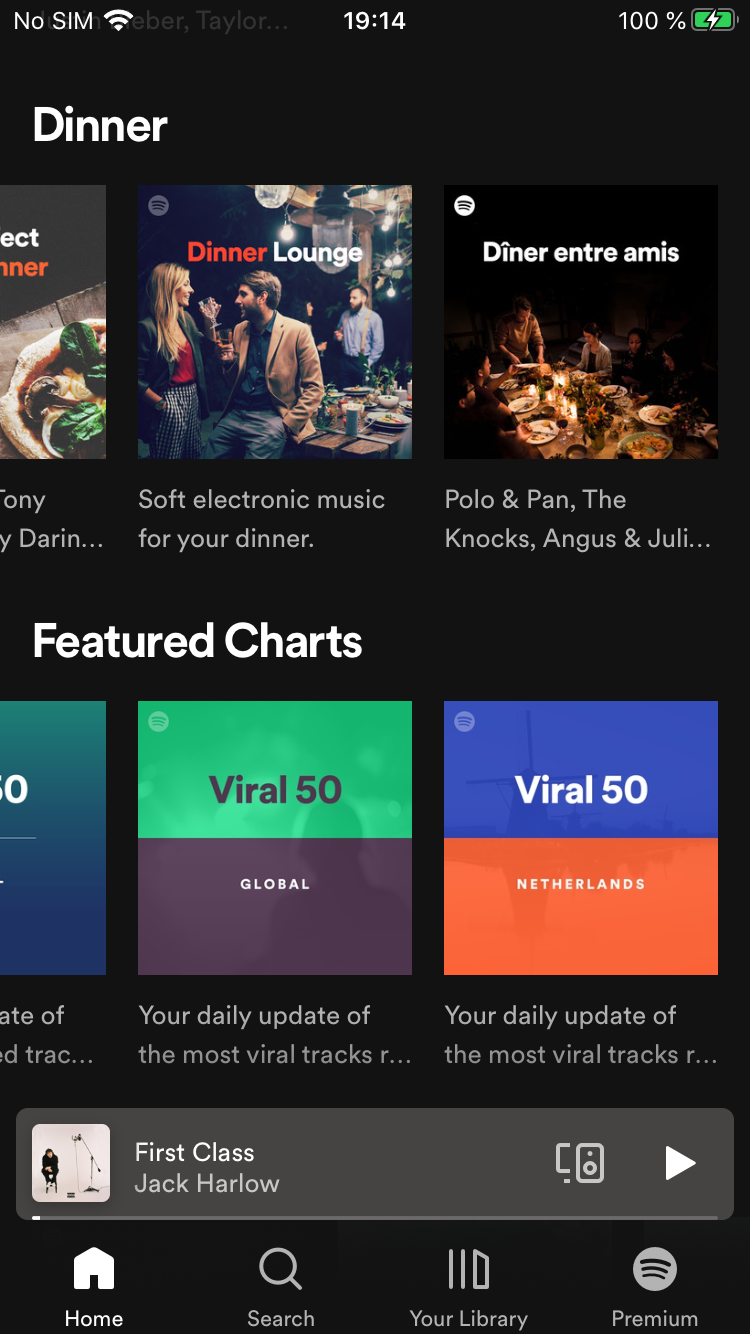 No SIM 19:14 100 %
Dinner
ect
nner
Dinner Lounge
Dîner entre amis
Tony
y Darin...
Soft electronic music
for your dinner.
Polo & Pan, The
Knocks, Angus & Juli...
Featured Charts
50
Viral 50
GLOBAL
Viral 50
NETHERLANDS
ate of
ed trac...
Your daily update of
the most viral tracks r...
Your daily update of
the most viral tracks r...
First Class
Jack Harlow
Home
Search
Your Library
Premium